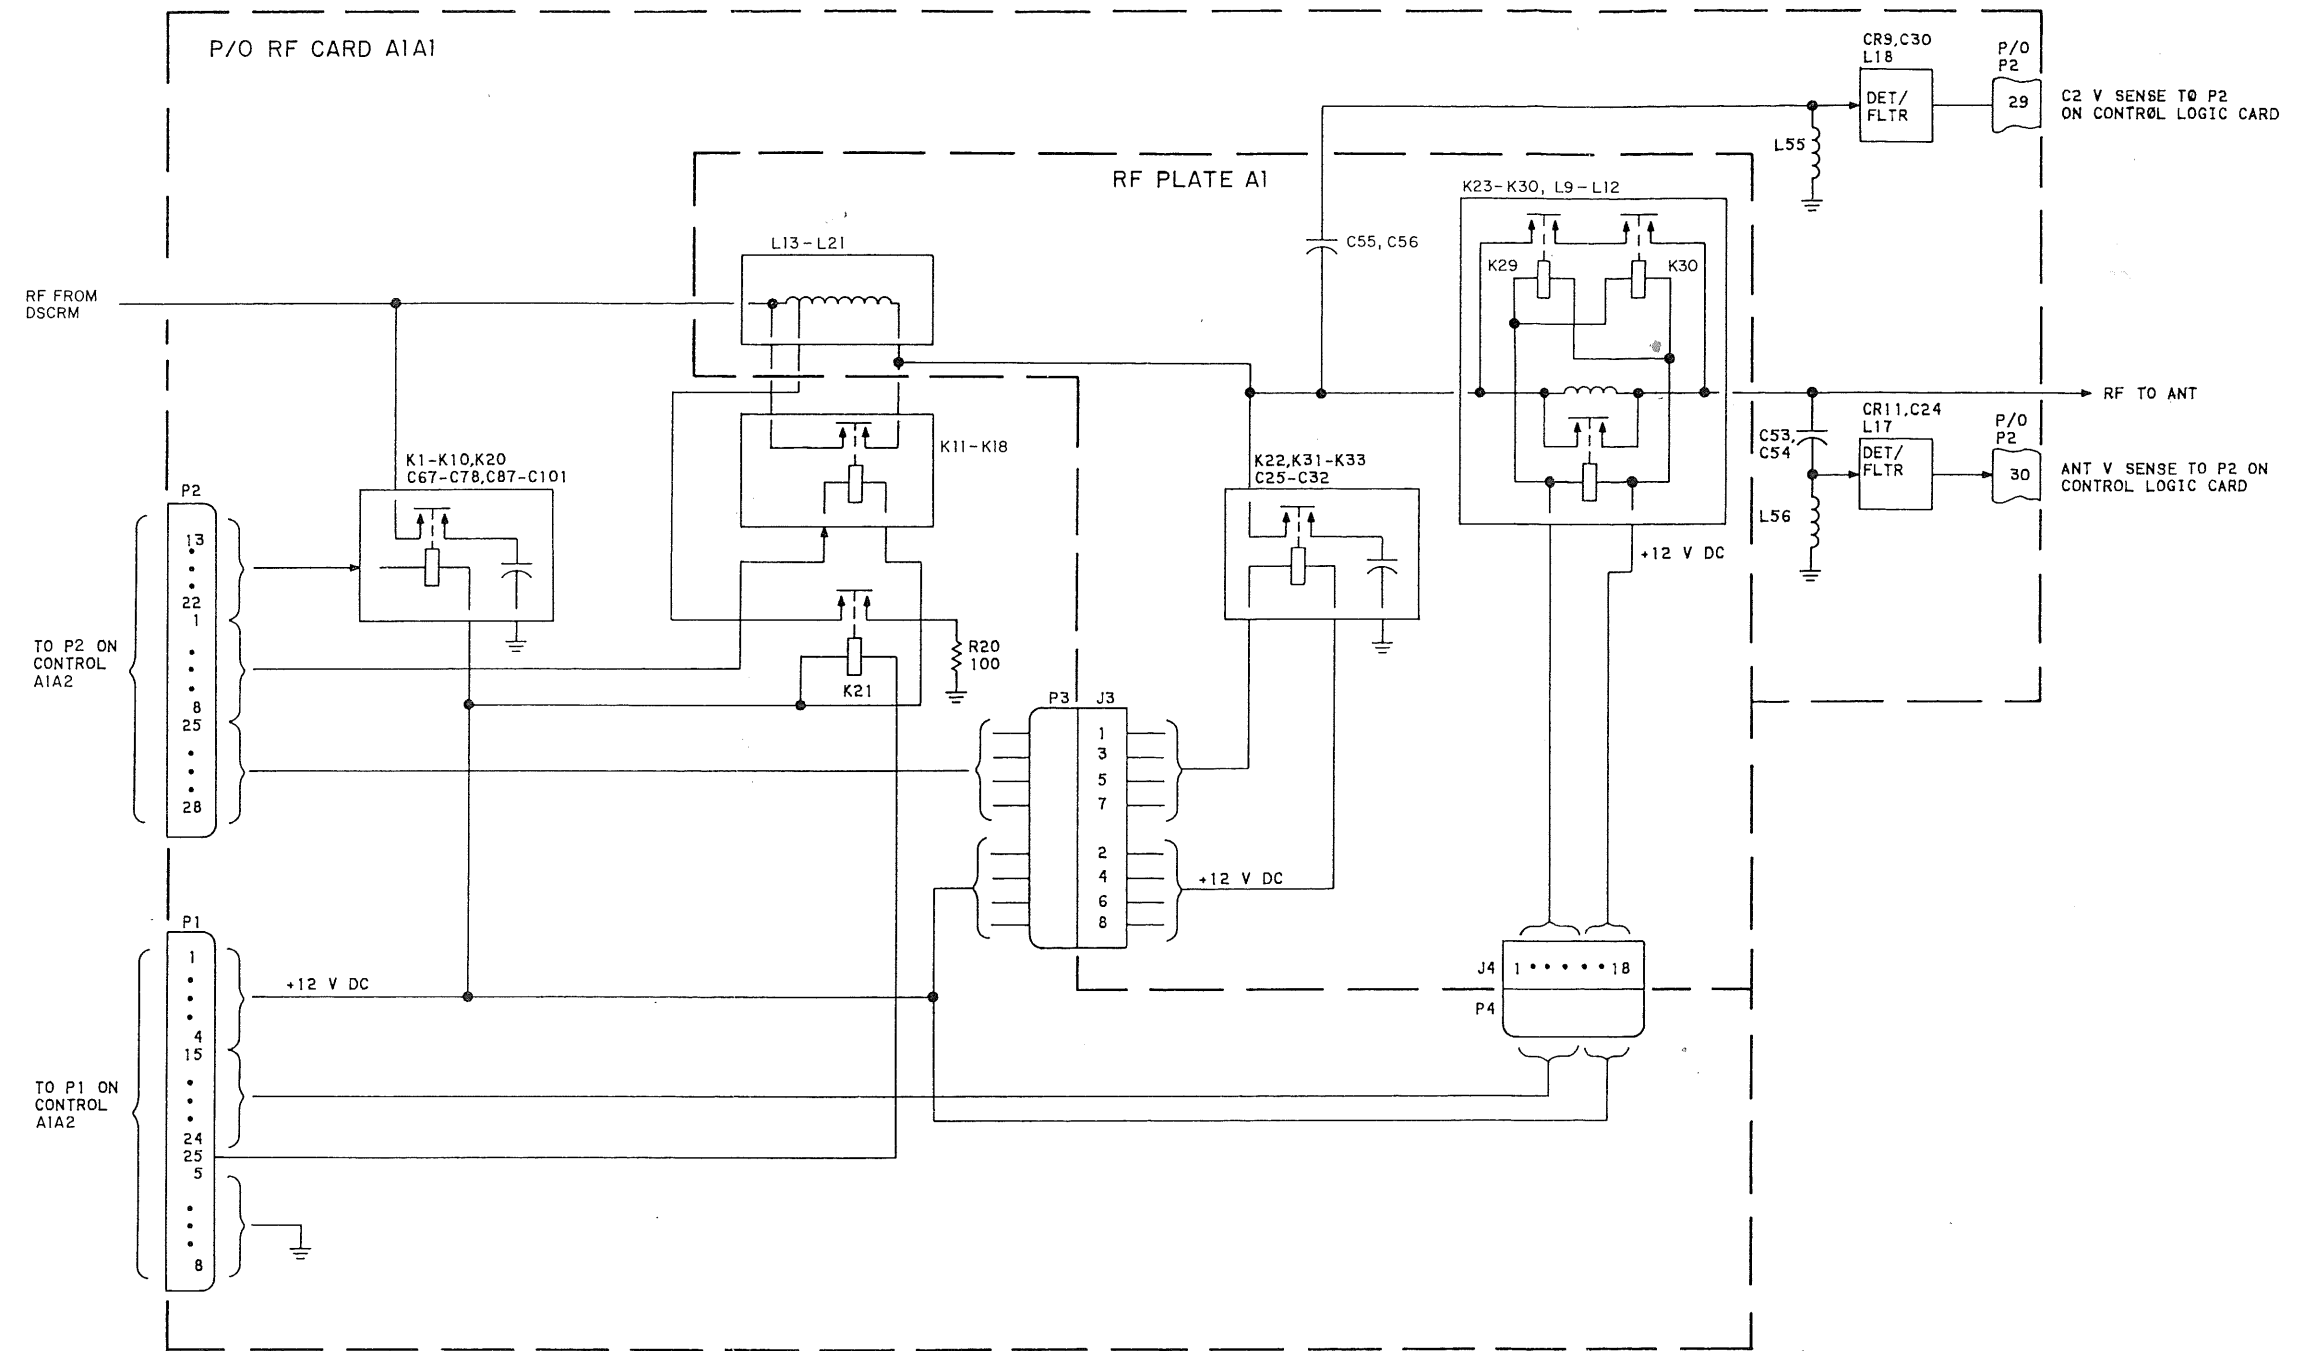 P/O RF CARD A1A1
CR9,C30
L18
P/O
P2
DET/
FLTR
29
C2 V SENSE TO P2
ON CONTROL LOGIC CARD
L55
RF PLATE A1
K23-K30, L9-L12
L13-L21
C55, C56
K29
K30
RF FROM
DSCRM
RF TO ANT
CR11,C24
L17
P/O
P2
C53,
C54
DET/
FLTR
30
ANT V SENSE TO P2 ON
CONTROL LOGIC CARD
L56
K11-K18
K1-K10,K20
C67-C78,C87-C101
K22,K31-K33
C25-C32
+12 V DC
P2
13
22
1
8
25
28
TO P2 ON
CONTROL
A1A2
R20
100
K21
P3
J3
1
3
5
7
2
4
6
8
+12 V DC
P1
1
4
15
24
25
5
8
+12 V DC
TO P1 ON
CONTROL
A1A2
J4
1
18
P4